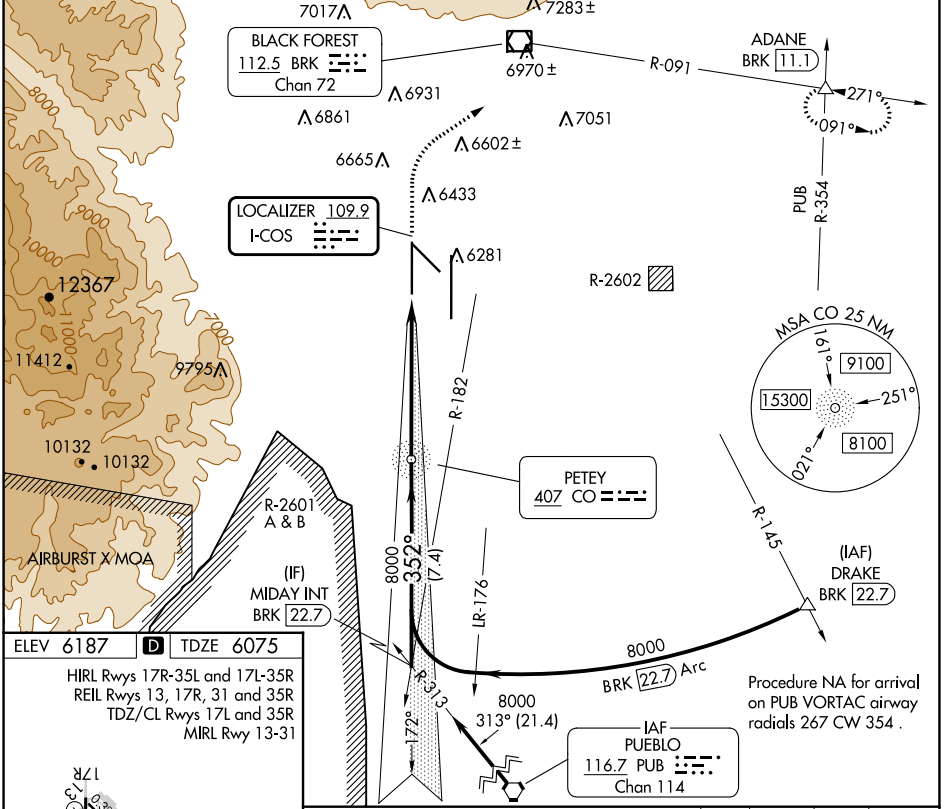 7017
7283±
8000
BLACK FOREST
112.5 BRK
Chan 72
6970±
R-091
ADANE
BRK 11.1
271°
091°
6931
6861
7051
6602±
6665
6433
PUB
R-354
9000
LOCALIZER 109.9
I-COS
6281
R-2602
10000
12367
11000
7000
11412
9795
MSA CO 25 NM
161°
9100
15300
251°
8100
021°
R-182
10132
10132
PETEY
407 CO
R-2601
A & B
R-145
AIRBURST X MOA
8000
352°
(7.4)
LR-176
(IF)
MIDAY INT
BRK 22.7
(IAF)
DRAKE
BRK 22.7
8000
BRK 22.7 Arc
R-313
8000
313° (21.4)
172°
Procedure NA for arrival
on PUB VORTAC airway
radials 267 CW 354 .
IAF
PUEBLO
116.7 PUB
Chan 114
ELEV 6187 D TDZE 6075
HIRL Rwys 17R-35L and 17L-35R
REIL Rwys 13, 17R, 31 and 35R
TDZ/CL Rwys 17L and 35R
MIRL Rwy 13-31
17R
13